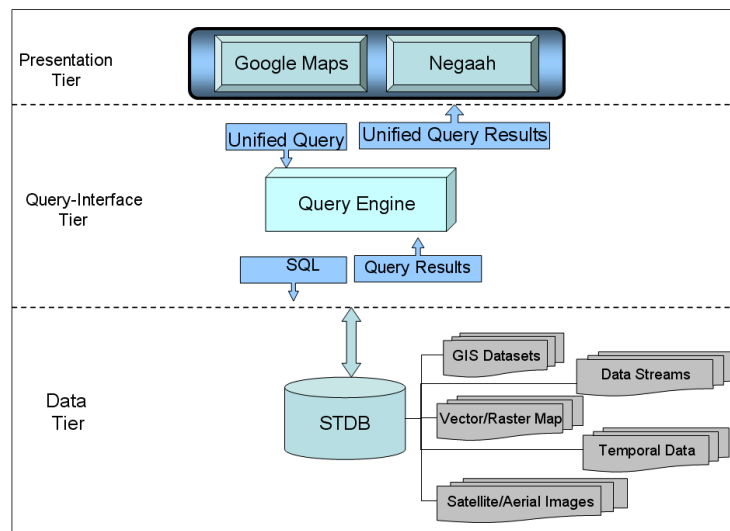 Presentation
Tier
Google Maps
Negaah
Unified Query
Unified Query Results
Query-Interface
Tier
Query Engine
SQL
Query Results
Data
Tier
STDB
GIS Datasets
Data Streams
Vector/Raster Map
Temporal Data
Satellite/Aerial Images